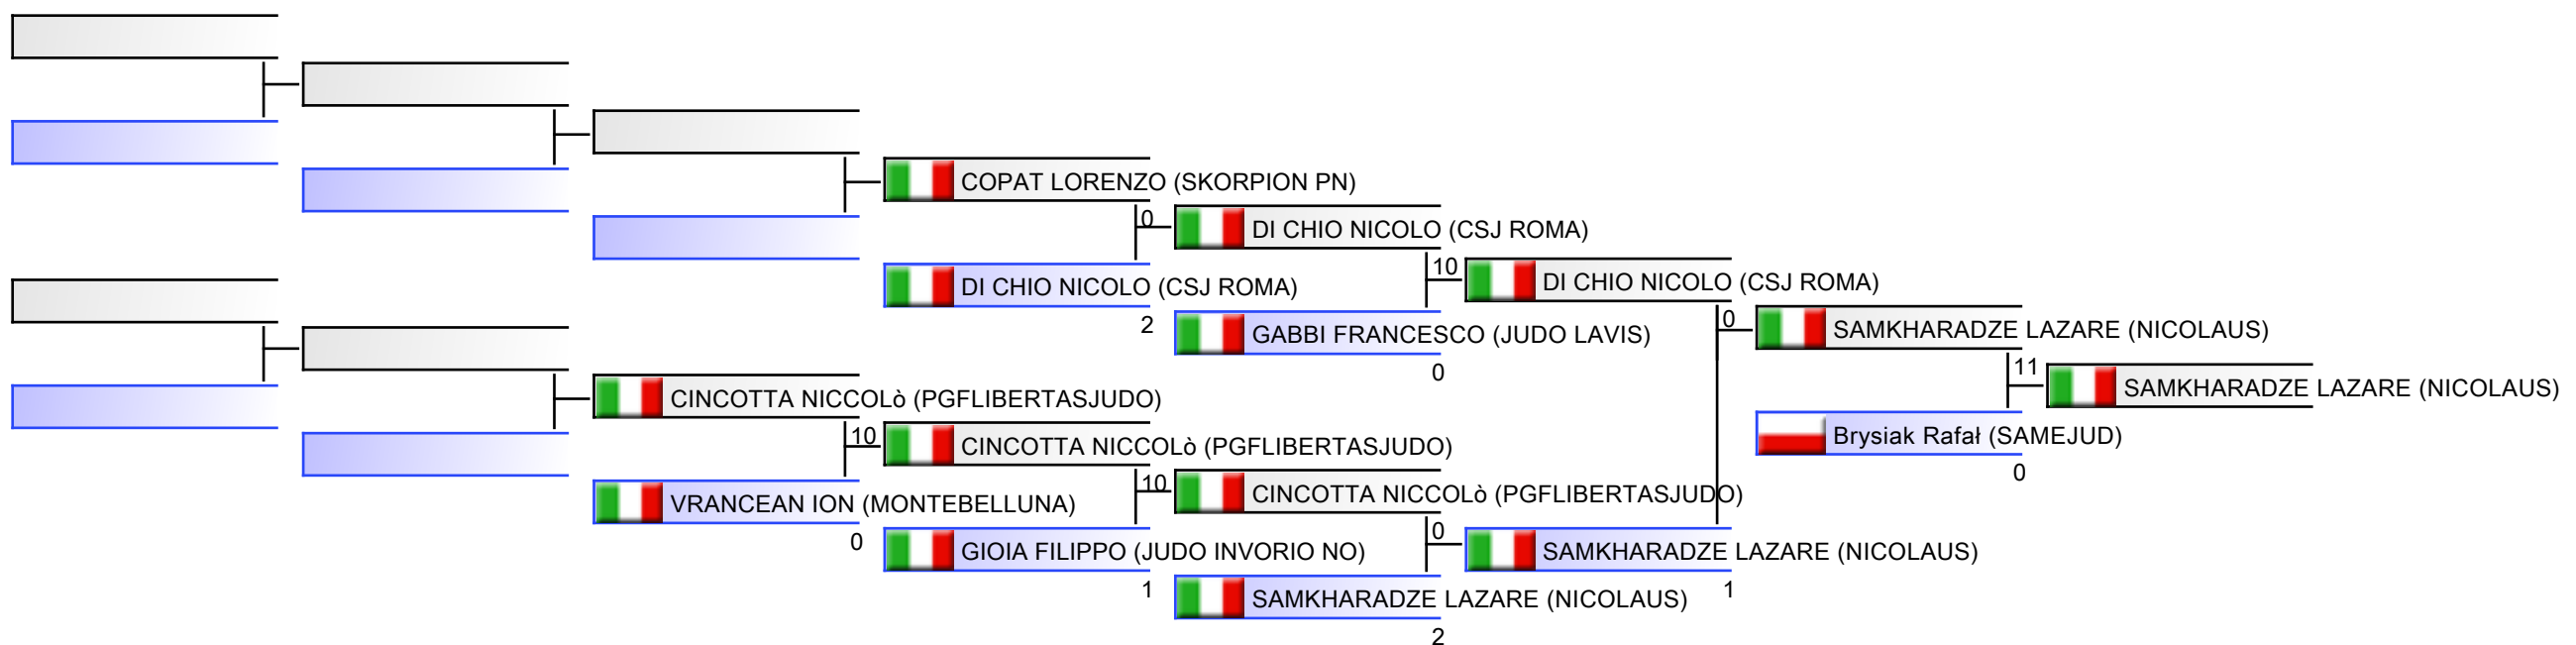 COPAT LORENZO (SKORPION PN)
0
DI CHIO NICOLO (CSJ ROMA)
DI CHIO NICOLO (CSJ ROMA)
2
10
DI CHIO NICOLO (CSJ ROMA)
GABBI FRANCESCO (JUDO LAVIS)
0
0
SAMKHARADZE LAZARE (NICOLAUS)
11
SAMKHARADZE LAZARE (NICOLAUS)
CINCOTTA NICCOLò (PGFLIBERTASJUDO)
Brysiak Rafał (SAMEJUD)
0
10
CINCOTTA NICCOLò (PGFLIBERTASJUDO)
VRANCEAN ION (MONTEBELLUNA)
0
10
CINCOTTA NICCOLò (PGFLIBERTASJUDO)
GIOIA FILIPPO (JUDO INVORIO NO)
1
0
SAMKHARADZE LAZARE (NICOLAUS)
1
SAMKHARADZE LAZARE (NICOLAUS)
2